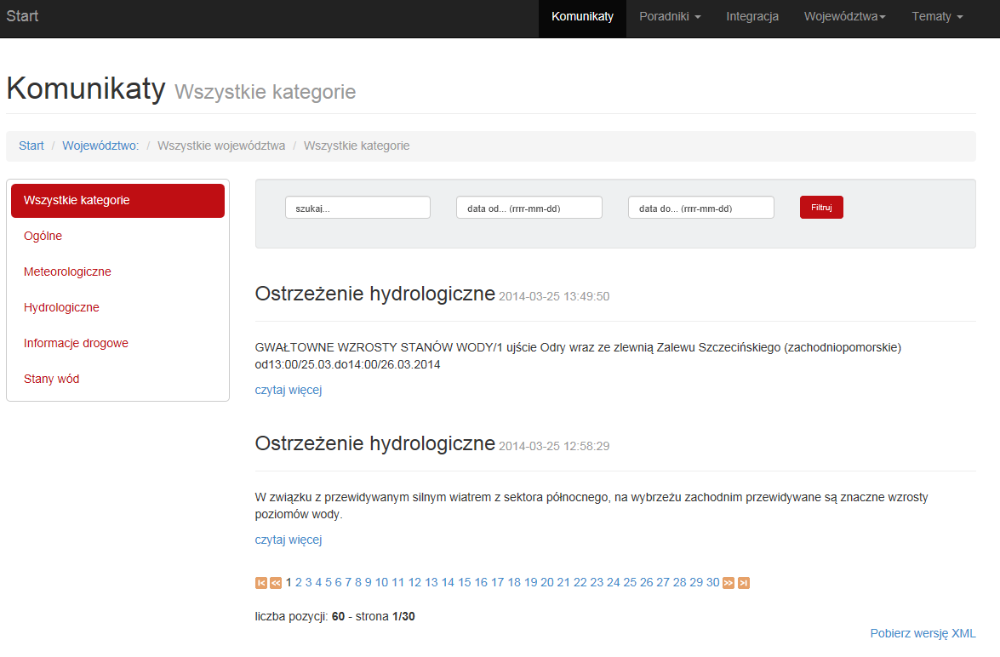 Start Komunikaty Poradniki Integracja Województwa Tematy
Komunikaty Wszystkie kategorie
Start / Województwo: / Wszystkie województwa / Wszystkie kategorie
Wszystkie kategorie
Ogólne
Meteorologiczne
Hydrologiczne
Informacje drogowe
Stany wód
szukaj... data od... (rrrr-mm-dd) data do... (rrrr-mm-dd) Filtruj
Ostrzeżenie hydrologiczne 2014-03-25 13:49:50
GWAŁTOWNE WZROSTY STANÓW WODY/1 ujście Odry wraz ze zlewnią Zalewu Szczecińskiego (zachodniopomorskie)
od13:00/25.03.do14:00/26.03.2014
czytaj więcej
Ostrzeżenie hydrologiczne 2014-03-25 12:58:29
W związku z przewidywanym silnym wiatrem z sektora północnego, na wybrzeżu zachodnim przewidywane są znaczne wzrosty
poziomów wody.
czytaj więcej
1 2 3 4 5 6 7 8 9 10 11 12 13 14 15 16 17 18 19 20 21 22 23 24 25 26 27 28 29 30
liczba pozycji: 60 - strona 1/30
Pobierz wersję XML